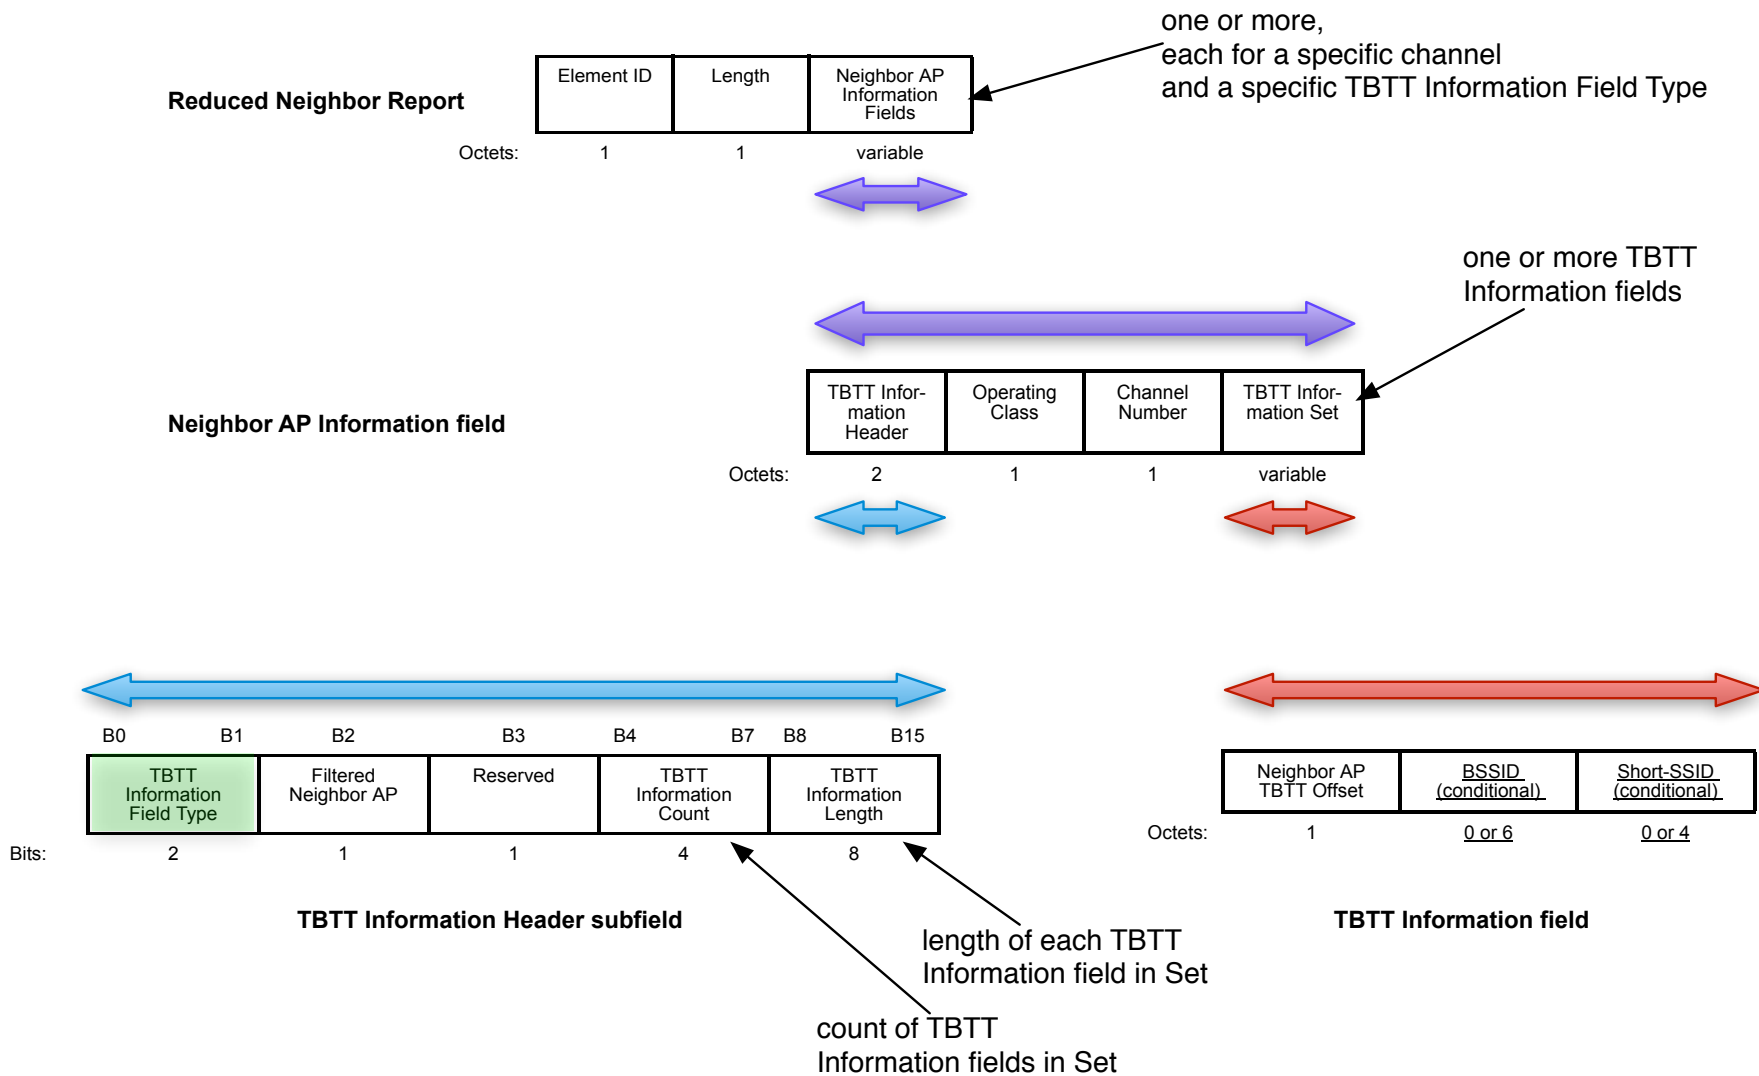 one or more,
each for a specific channel
and a specific TBTT Information Field Type
Reduced Neighbor Report
Element ID
Length
Neighbor AP
Information
Fields
Octets: 1 1 variable
one or more TBTT
Information fields
Neighbor AP Information field
TBTT Infor-
mation
Header
Operating
Class
Channel
Number
TBTT Infor-
mation Set
Octets: 2 1 1 variable
B0 B1 B2 B3 B4 B7 B8 B15
TBTT
Information
Field Type
Filtered
Neighbor AP
Reserved
TBTT
Information
Count
TBTT
Information
Length
Bits: 2 1 1 4 8
TBTT Information Header subfield
Neighbor AP
TBTT Offset
BSSID
(conditional)
Short-SSID
(conditional)
Octets: 1 0 or 6 0 or 4
TBTT Information field
length of each TBTT
Information field in Set
count of TBTT
Information fields in Set